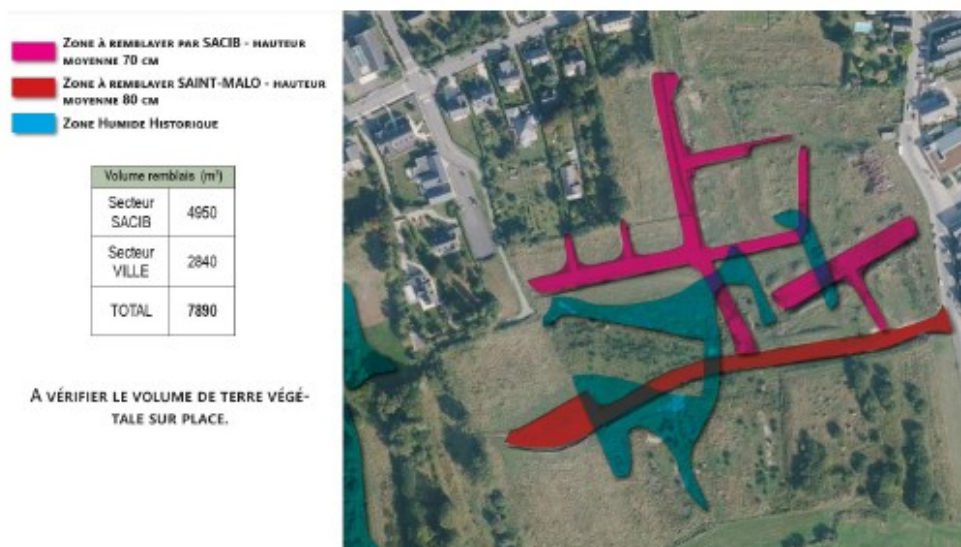 Zone à remblayer par SACIB - hauteur
moyenne 70 cm
Zone à remblayer SAINT-MALO - hauteur
moyenne 80 cm
Zone Humide Historique
Volume remblais (m³)
Secteur
SACIB
4950
Secteur
VILLE
2840
TOTAL
7890
A vérifier le volume de terre végé-
tale sur place.